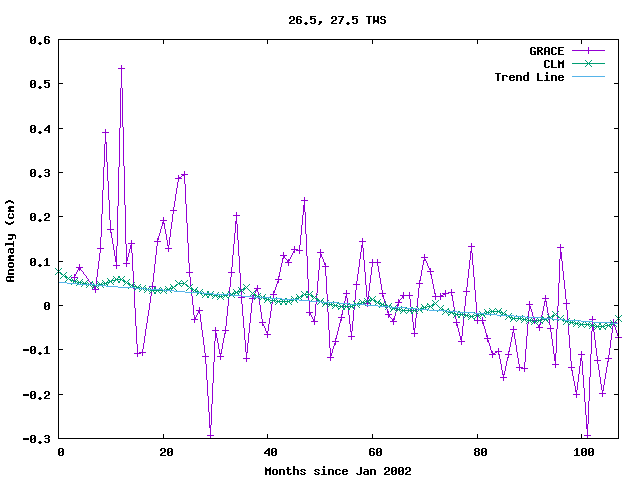 26.5, 27.5 TWS
GRACE
CLM
Trend Line
0.6
0.5
0.4
0.3
0.2
0.1
0
-0.1
-0.2
-0.3
Anomaly (cm)
0 20 40 60 80 100
Months since Jan 2002